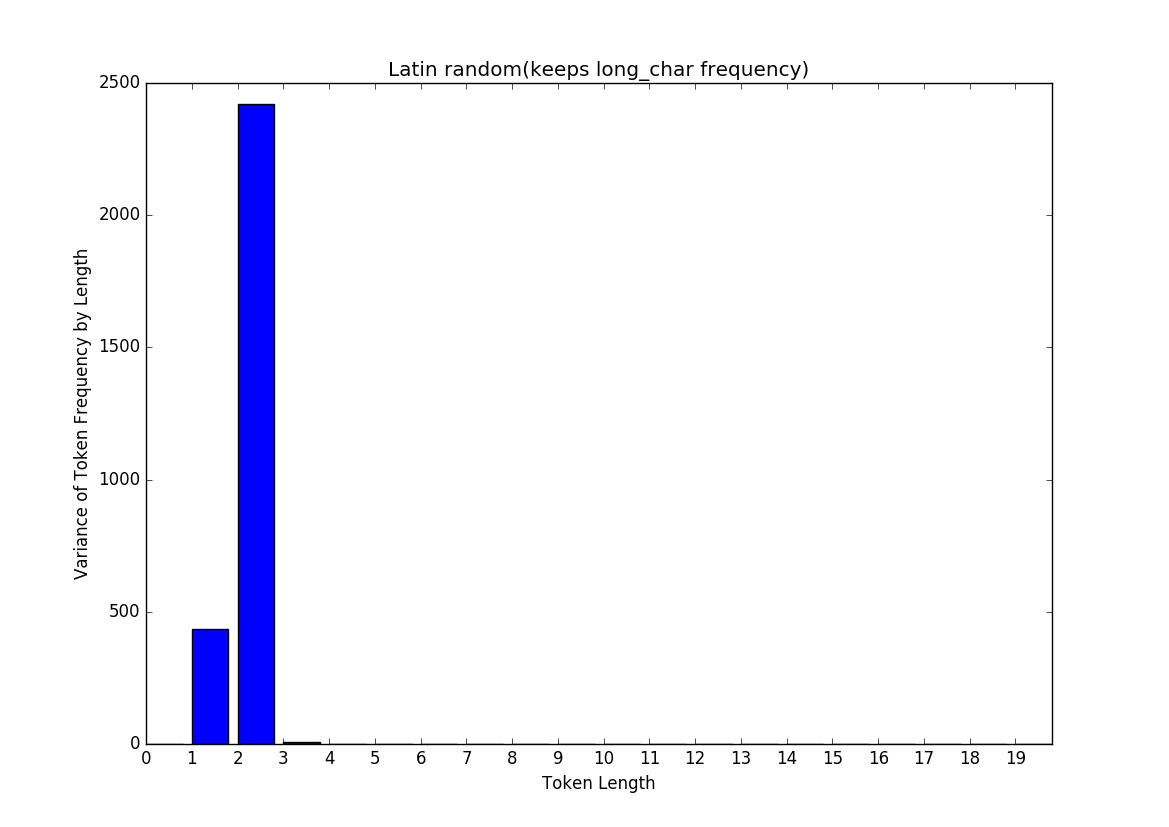 Latin random(keeps long_char frequency)
2500
2000
1500
1000
500
0
Variance of Token Frequency by Length
0 1 2 3 4 5 6 7 8 9 10 11 12 13 14 15 16 17 18 19
Token Length